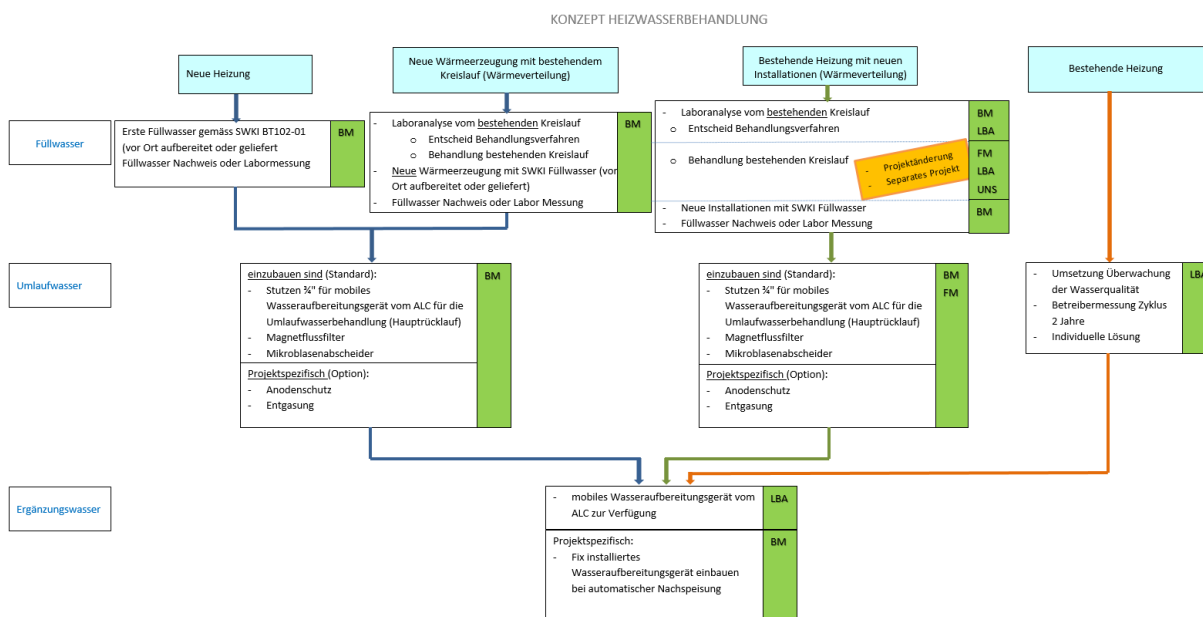 KONZEPT HEIZWASSERBEHANDLUNG
Neue Heizung
Neue Wärmeerzeugung mit bestehendem
Kreislauf (Wärmeverteilung)
Bestehende Heizung mit neuen
Installationen (Wärmeverteilung)
Bestehende Heizung
Füllwasser
Erste Füllwasser gemäss SWKI BT102-01
(vor Ort aufbereitet oder geliefert
Füllwasser Nachweis oder Labormessung
BM
- Laboranalyse vom bestehenden Kreislauf
o Entscheid Behandlungsverfahren
o Behandlung bestehenden Kreislauf
- Neue Wärmeerzeugung mit SWKI Füllwasser (vor
Ort aufbereitet oder geliefert)
- Füllwasser Nachweis oder Labor Messung
BM
- Laboranalyse vom bestehenden Kreislauf
o Entscheid Behandlungsverfahren
BM
LBA
o Behandlung bestehenden Kreislauf
- Projektänderung
- Separates Projekt
FM
LBA
UNS
- Neue Installationen mit SWKI Füllwasser
- Füllwasser Nachweis oder Labor Messung
BM
Umlaufwasser
einzubauen sind (Standard):
- Stutzen ¾" für mobiles
Wasseraufbereitungsgerät vom ALC für die
Umlaufwasserbehandlung (Hauptrücklauf)
- Magnetflussfilter
- Mikroblasenabscheider
BM
Projektspezifisch (Option):
- Anodenschutz
- Entgasung
einzubauen sind (Standard):
- Stutzen ¾" für mobiles
Wasseraufbereitungsgerät vom ALC für die
Umlaufwasserbehandlung (Hauptrücklauf)
- Magnetflussfilter
- Mikroblasenabscheider
BM
FM
Projektspezifisch (Option):
- Anodenschutz
- Entgasung
- Umsetzung Überwachung
der Wasserqualität
- Betreibermessung Zyklus
2 Jahre
- Individuelle Lösung
LBA
Ergänzungswasser
- mobiles Wasseraufbereitungsgerät vom
ALC zur Verfügung
LBA
Projektspezifisch:
- Fix installiertes
Wasseraufbereitungsgerät einbauen
bei automatischer Nachspeisung
BM